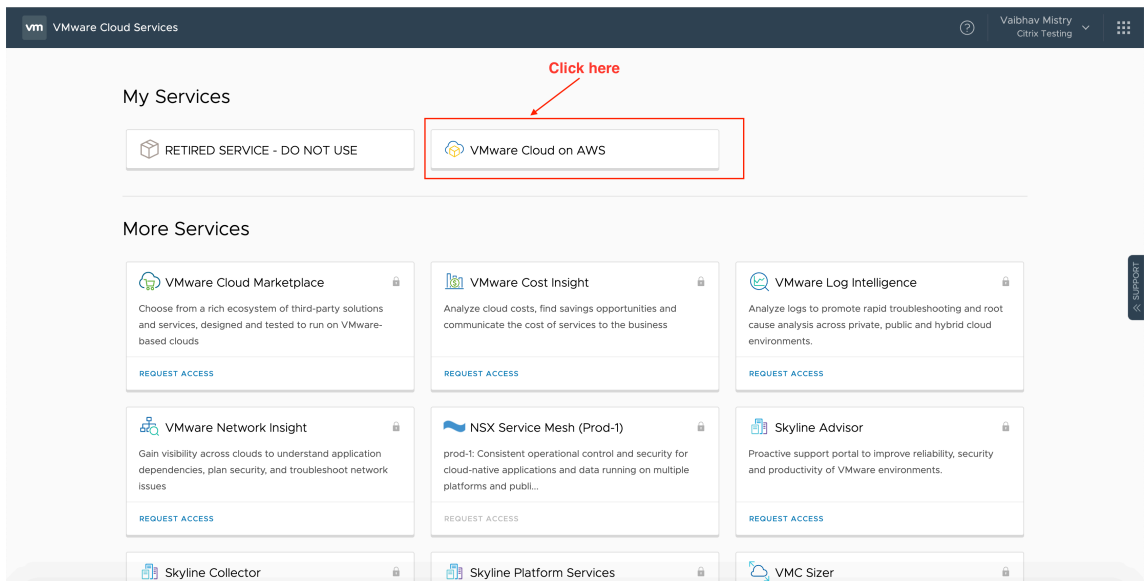 vm VMware Cloud Services
Vaibhav Mistry
Citrix Testing
Click here
My Services
RETIRED SERVICE - DO NOT USE
VMware Cloud on AWS
More Services
VMware Cloud Marketplace
Choose from a rich ecosystem of third-party solutions
and services, designed and tested to run on VMware-
based clouds
REQUEST ACCESS
VMware Cost Insight
Analyze cloud costs, find savings opportunities and
communicate the cost of services to the business
REQUEST ACCESS
VMware Log Intelligence
Analyze logs to promote rapid troubleshooting and root
cause analysis across private, public and hybrid cloud
environments.
REQUEST ACCESS
SUPPORT
VMware Network Insight
Gain visibility across clouds to understand application
dependencies, plan security, and troubleshoot network
issues
REQUEST ACCESS
NSX Service Mesh (Prod-1)
prod-1: Consistent operational control and security for
cloud-native applications and data running on multiple
platforms and publi...
REQUEST ACCESS
Skyline Advisor
Proactive support portal to improve reliability, security
and productivity of VMware environments.
REQUEST ACCESS
Skyline Collector
Skyline Platform Services
VMC Sizer